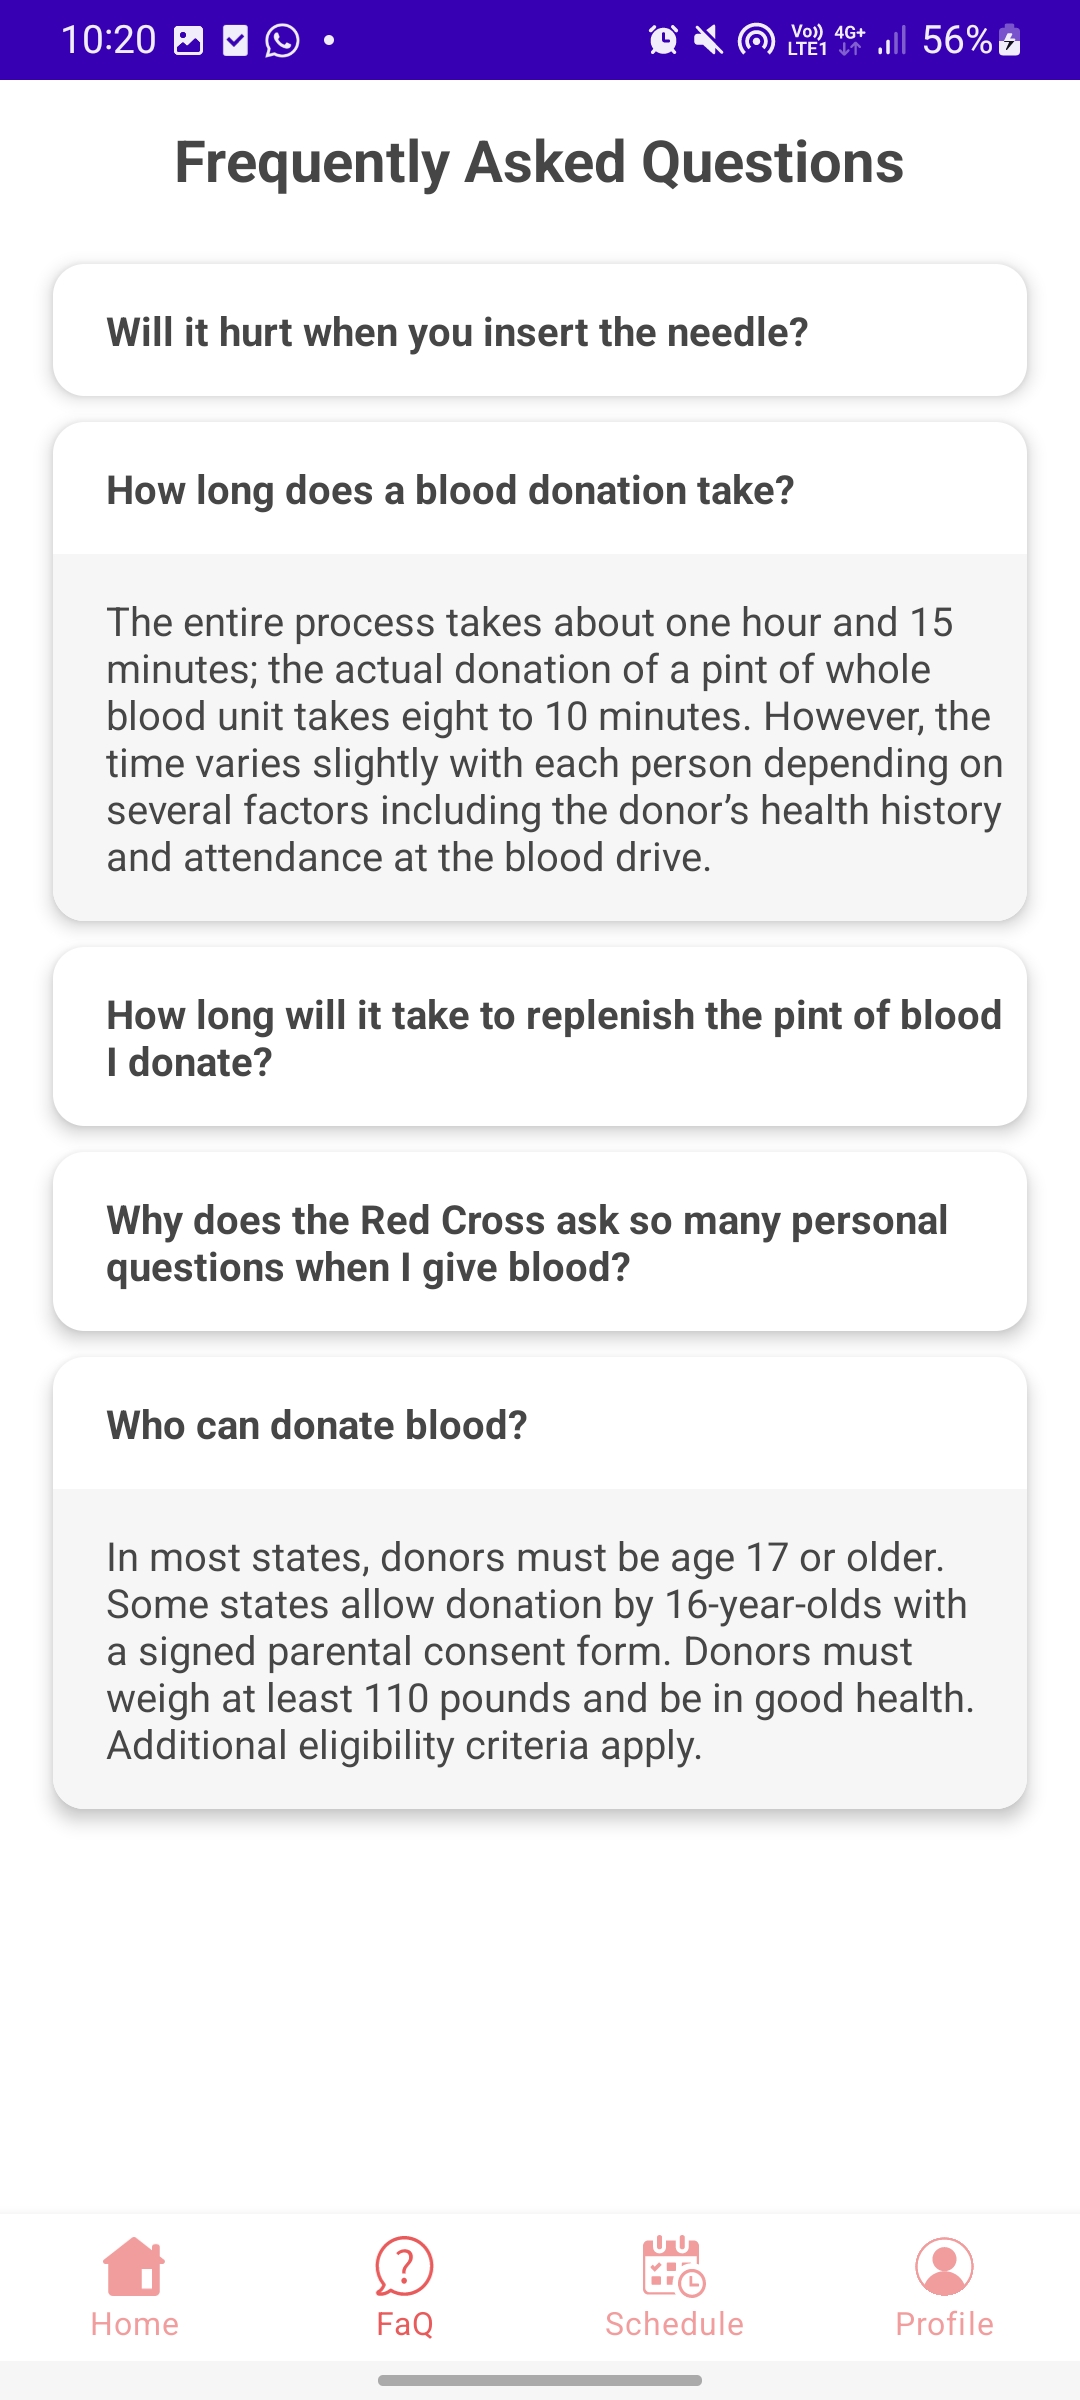 10:20
Vo)) LTE1 4G+ 56%
Frequently Asked Questions
Will it hurt when you insert the needle?
How long does a blood donation take?
The entire process takes about one hour and 15
minutes; the actual donation of a pint of whole
blood unit takes eight to 10 minutes. However, the
time varies slightly with each person depending on
several factors including the donor’s health history
and attendance at the blood drive.
How long will it take to replenish the pint of blood
I donate?
Why does the Red Cross ask so many personal
questions when I give blood?
Who can donate blood?
In most states, donors must be age 17 or older.
Some states allow donation by 16-year-olds with
a signed parental consent form. Donors must
weigh at least 110 pounds and be in good health.
Additional eligibility criteria apply.
Home
FaQ
Schedule
Profile